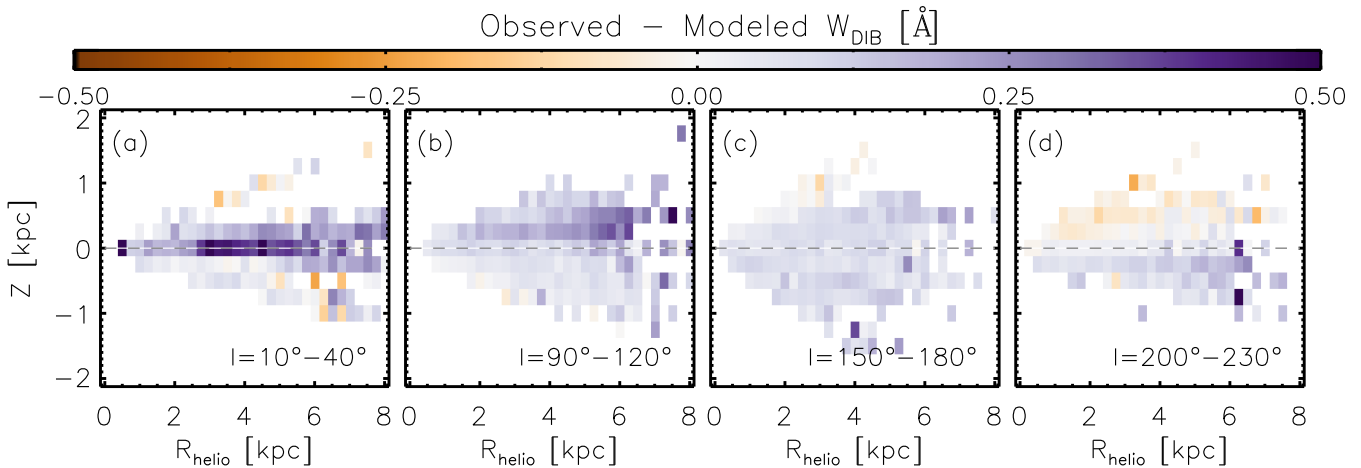 Observed − Modeled W_DIB [Å]
−0.50 −0.25 0.00 0.25 0.50
2
1
0
−1
−2
Z [kpc]
(a) (b) (c) (d)
l=10°−40° l=90°−120° l=150°−180° l=200°−230°
0 2 4 6 8 0 2 4 6 8 0 2 4 6 8 0 2 4 6 8
R_helio [kpc] R_helio [kpc] R_helio [kpc] R_helio [kpc]